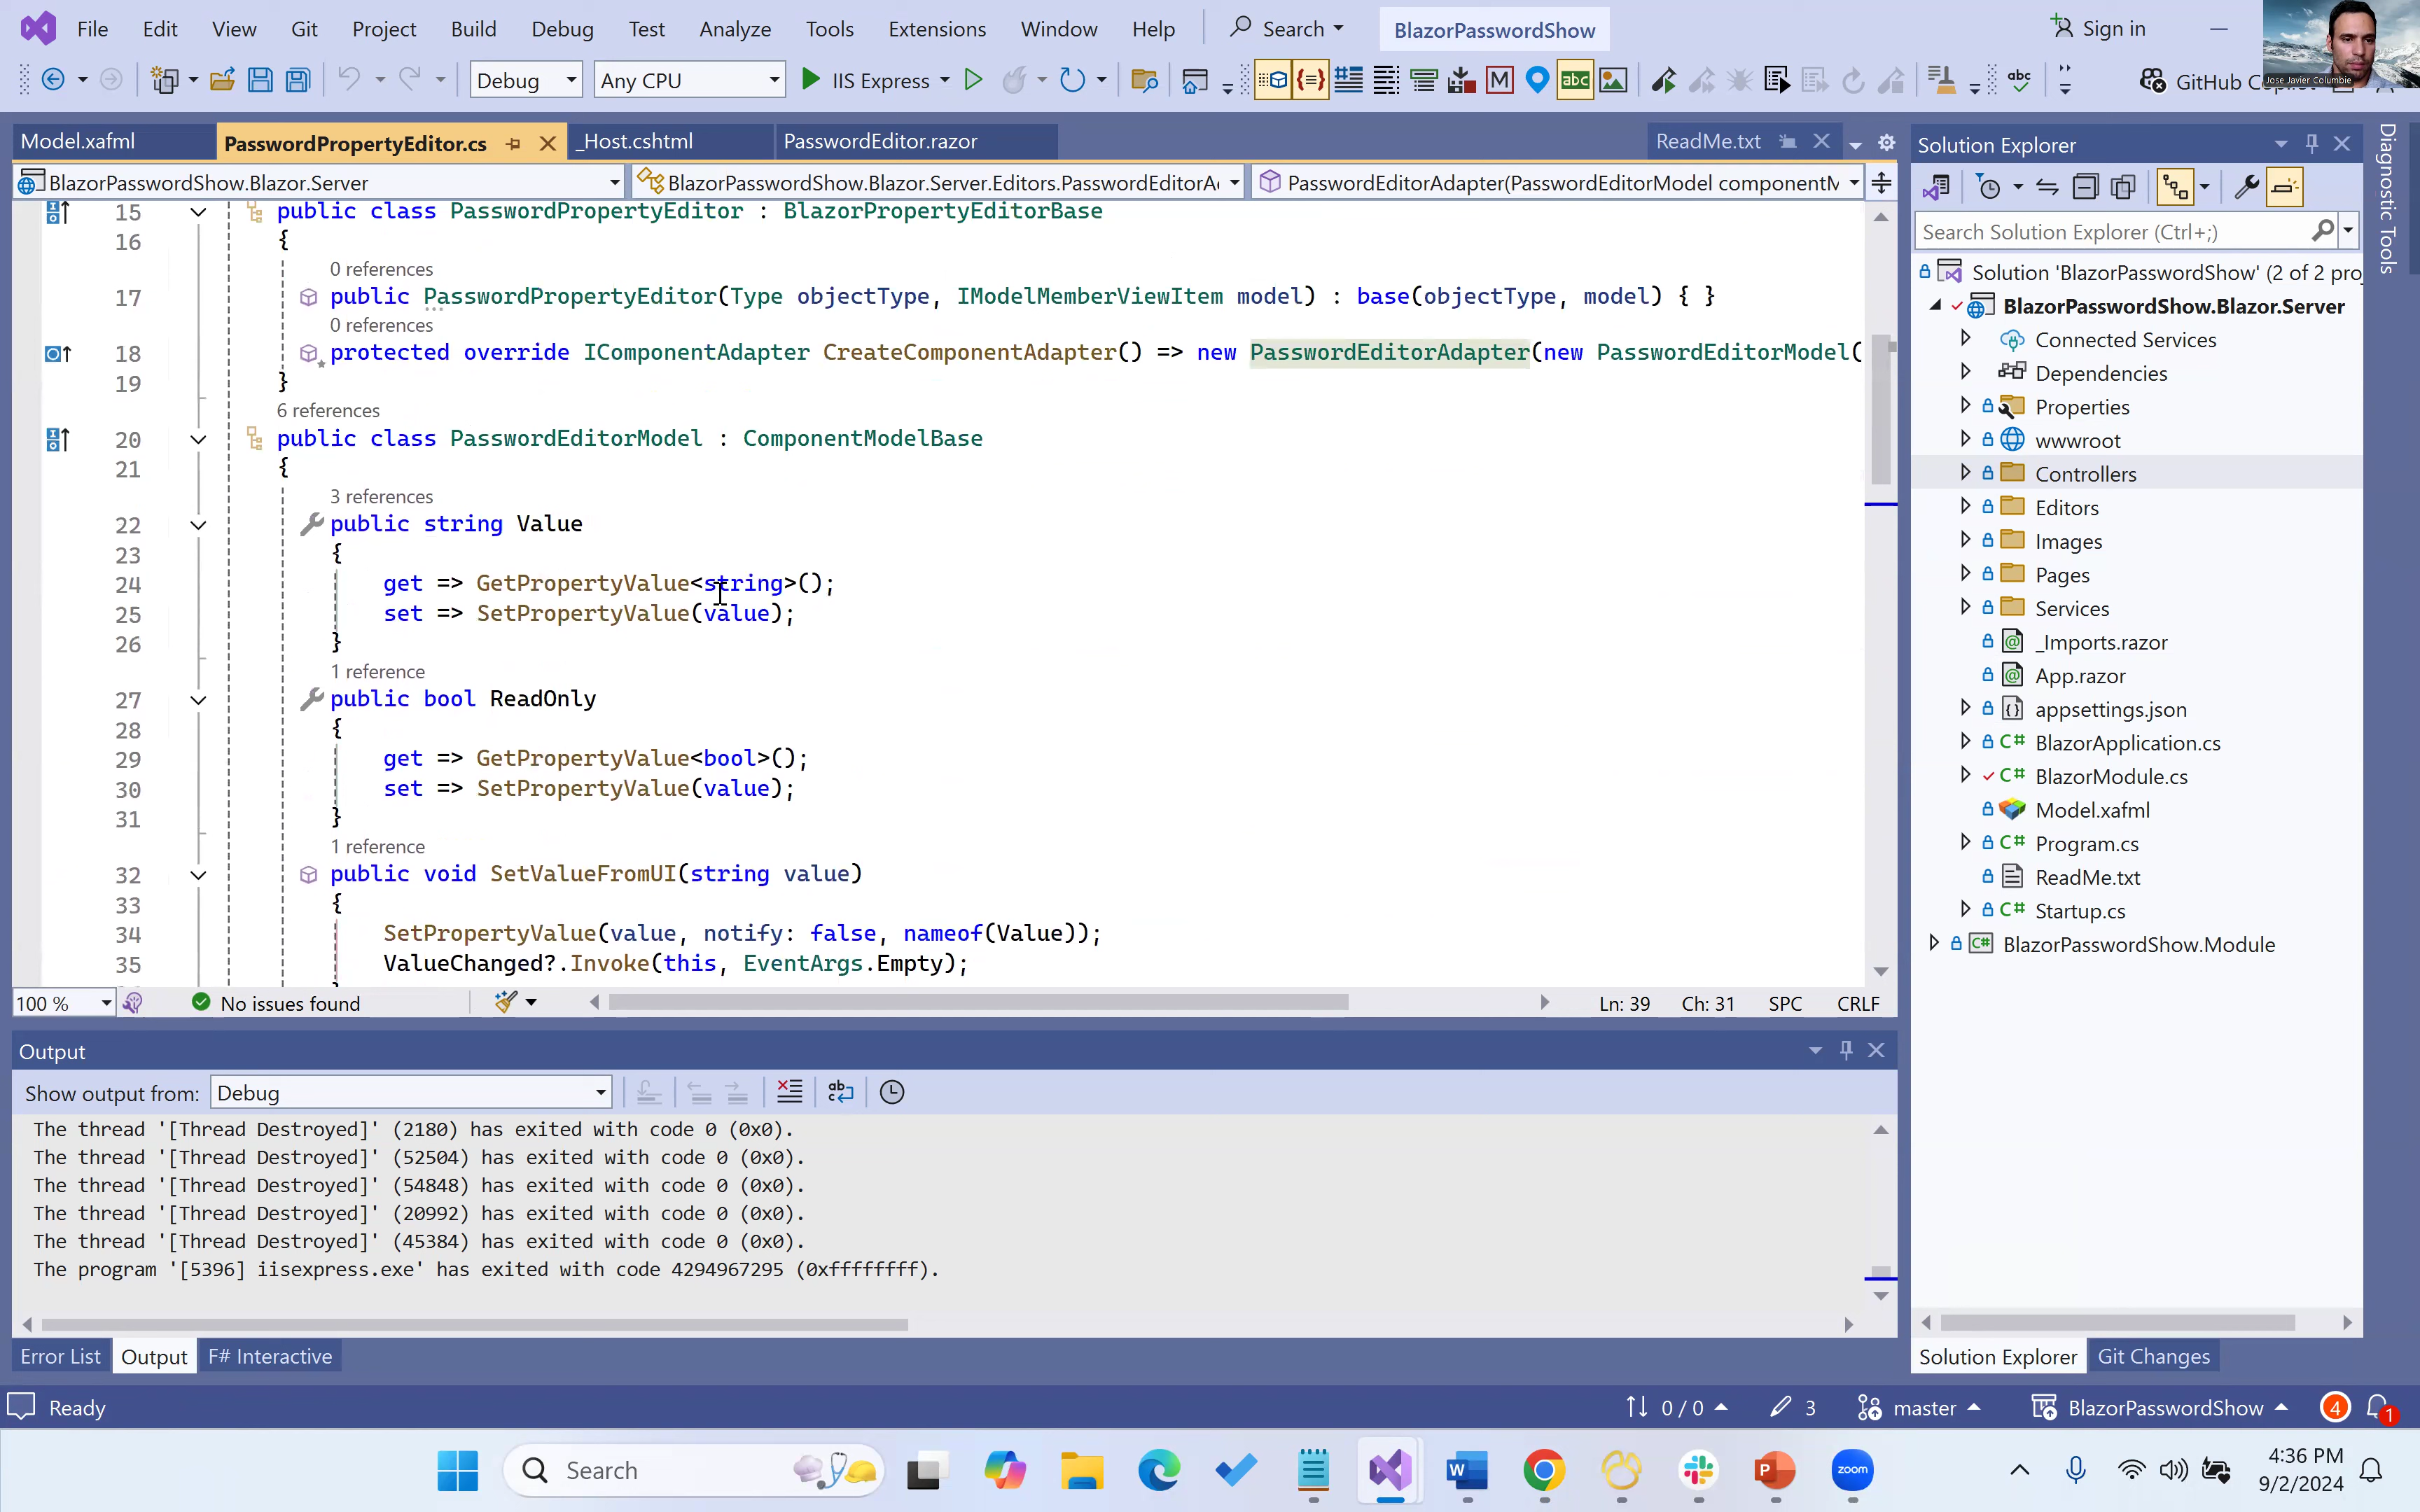 File Edit View Git Project Build Debug Test Analyze Tools Extensions Window Help Search BlazorPasswordShow Sign in
Jose Javier Columbie
Debug Any CPU IIS Express abc abc GitHub
Model.xafml PasswordPropertyEditor.cs _Host.cshtml PasswordEditor.razor ReadMe.txt
BlazorPasswordShow.Blazor.Server BlazorPasswordShow.Blazor.Server.Editors.PasswordEditorA PasswordEditorAdapter(PasswordEditorModel componentM
15 public class PasswordPropertyEditor : BlazorPropertyEditorBase
16 {
0 references
17 public PasswordPropertyEditor(Type objectType, IModelMemberViewItem model) : base(objectType, model) { }
0 references
18 protected override IComponentAdapter CreateComponentAdapter() => new PasswordEditorAdapter(new PasswordEditorModel(
19 }
6 references
20 public class PasswordEditorModel : ComponentModelBase
21 {
3 references
22 public string Value
23 {
24 get => GetPropertyValue<string>();
25 set => SetPropertyValue(value);
26 }
1 reference
27 public bool ReadOnly
28 {
29 get => GetPropertyValue<bool>();
30 set => SetPropertyValue(value);
31 }
1 reference
32 public void SetValueFromUI(string value)
33 {
34 SetPropertyValue(value, notify: false, nameof(Value));
35 ValueChanged?.Invoke(this, EventArgs.Empty);
100 % No issues found Ln: 39 Ch: 31 SPC CRLF
Output
Show output from: Debug
The thread '[Thread Destroyed]' (2180) has exited with code 0 (0x0).
The thread '[Thread Destroyed]' (52504) has exited with code 0 (0x0).
The thread '[Thread Destroyed]' (54848) has exited with code 0 (0x0).
The thread '[Thread Destroyed]' (20992) has exited with code 0 (0x0).
The thread '[Thread Destroyed]' (45384) has exited with code 0 (0x0).
The program '[5396] iisexpress.exe' has exited with code 4294967295 (0xffffffff).
Error List Output F# Interactive
Solution Explorer
Search Solution Explorer (Ctrl+;)
Solution 'BlazorPasswordShow' (2 of 2 pro
BlazorPasswordShow.Blazor.Server
Connected Services
Dependencies
Properties
wwwroot
Controllers
Editors
Images
Pages
Services
_Imports.razor
App.razor
appsettings.json
C# BlazorApplication.cs
C# BlazorModule.cs
Model.xafml
C# Program.cs
ReadMe.txt
C# Startup.cs
C# BlazorPasswordShow.Module
Solution Explorer Git Changes
Diagnostic Tools
Ready 0 / 0 3 master BlazorPasswordShow 4 1
Search W P zoom
4:36 PM
9/2/2024